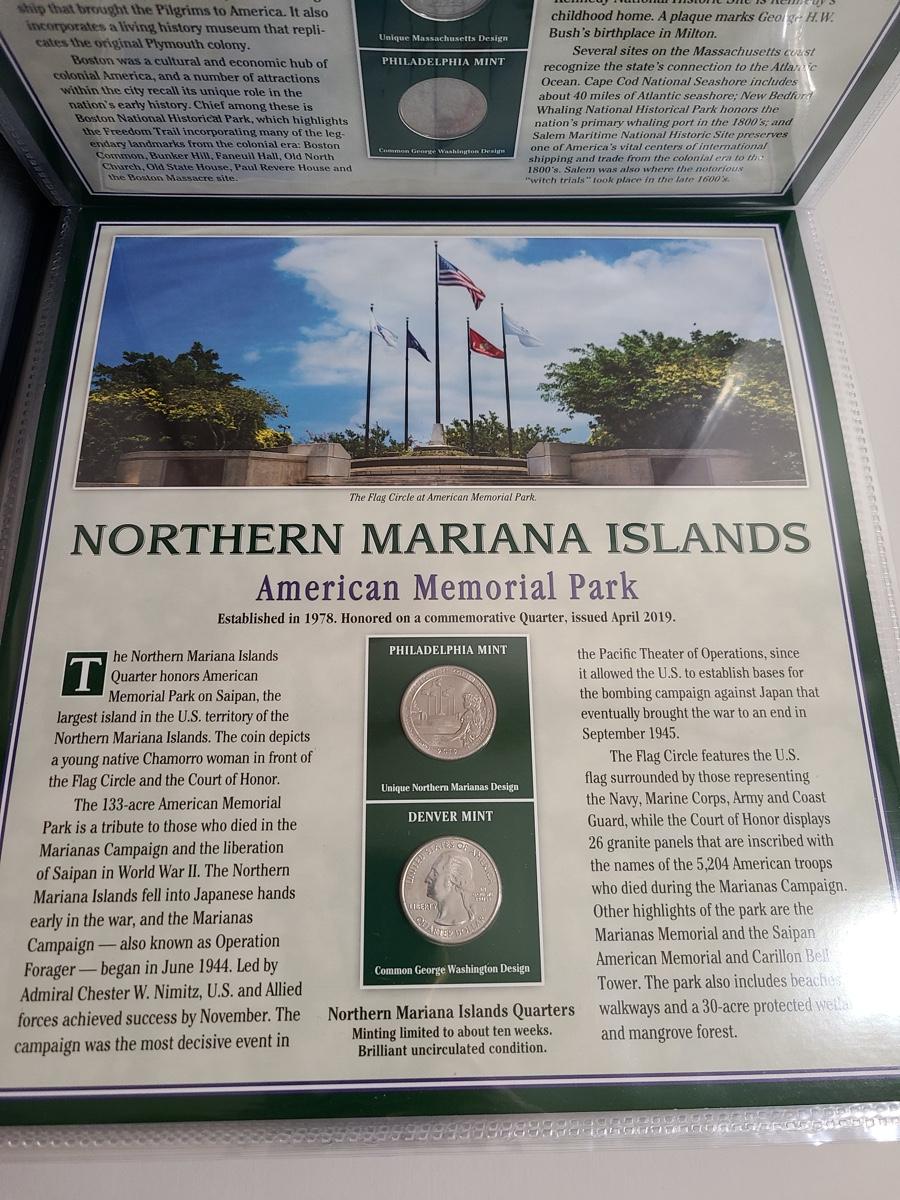 ship that brought the Pilgrims to America. It also
incorporates a living history museum that repli-
cates the original Plymouth colony.
Boston was a cultural and economic hub of
colonial America, and a number of attractions
within the city recall its unique role in the
nation's early history. Chief among these is
Boston National Historical Park, which highlights
the Freedom Trail incorporating many of the leg-
endary landmarks from the colonial era: Boston
Common, Bunker Hill, Faneuil Hall, Old North
Church, Old State House, Paul Revere House and
the Boston Massacre site.
Unique Massachusetts Design
PHILADELPHIA MINT
Common George Washington Design
Kennedy National Historic Site is Kennedy's
childhood home. A plaque marks George H.W.
Bush's birthplace in Milton.
Several sites on the Massachusetts coast
recognize the state's connection to the Atlantic
Ocean. Cape Cod National Seashore includes
about 40 miles of Atlantic seashore; New Bedford
Whaling National Historical Park honors the
nation's primary whaling port in the 1800's; and
Salem Maritime National Historic Site preserves
one of America's vital centers of international
shipping and trade from the colonial era to the
1800's. Salem was also where the notorious
"witch trials" took place in the late 1600's.
The Flag Circle at American Memorial Park.
NORTHERN MARIANA ISLANDS
American Memorial Park
Established in 1978. Honored on a commemorative Quarter, issued April 2019.
The Northern Mariana Islands
Quarter honors American
Memorial Park on Saipan, the
largest island in the U.S. territory of the
Northern Mariana Islands. The coin depicts
a young native Chamorro woman in front of
the Flag Circle and the Court of Honor.
The 133-acre American Memorial
Park is a tribute to those who died in the
Marianas Campaign and the liberation
of Saipan in World War II. The Northern
Mariana Islands fell into Japanese hands
early in the war, and the Marianas
Campaign — also known as Operation
Forager — began in June 1944. Led by
Admiral Chester W. Nimitz, U.S. and Allied
forces achieved success by November. The
campaign was the most decisive event in
PHILADELPHIA MINT
2019
Unique Northern Marianas Design
DENVER MINT
UNITED STATES OF AMERICA
LIBERTY
QUARTER DOLLAR
Common George Washington Design
Northern Mariana Islands Quarters
Minting limited to about ten weeks.
Brilliant uncirculated condition.
the Pacific Theater of Operations, since
it allowed the U.S. to establish bases for
the bombing campaign against Japan that
eventually brought the war to an end in
September 1945.
The Flag Circle features the U.S.
flag surrounded by those representing
the Navy, Marine Corps, Army and Coast
Guard, while the Court of Honor displays
26 granite panels that are inscribed with
the names of the 5,204 American troops
who died during the Marianas Campaign.
Other highlights of the park are the
Marianas Memorial and the Saipan
American Memorial and Carillon Bell
Tower. The park also includes beaches,
walkways and a 30-acre protected
and mangrove forest.